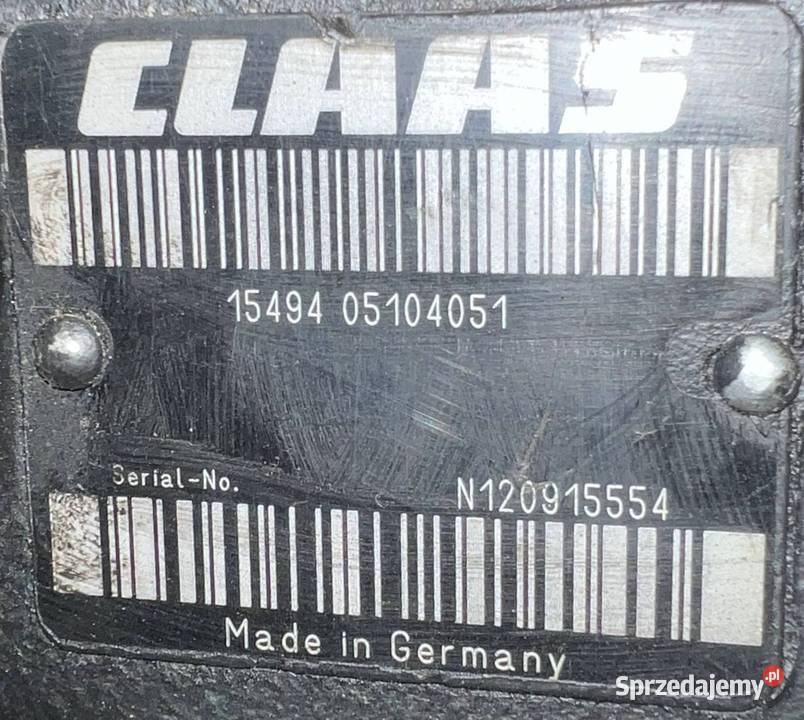 CLAAS
15494 05104051
Serial-No. N120915554
Made in Germany
Sprzedajemy.pl